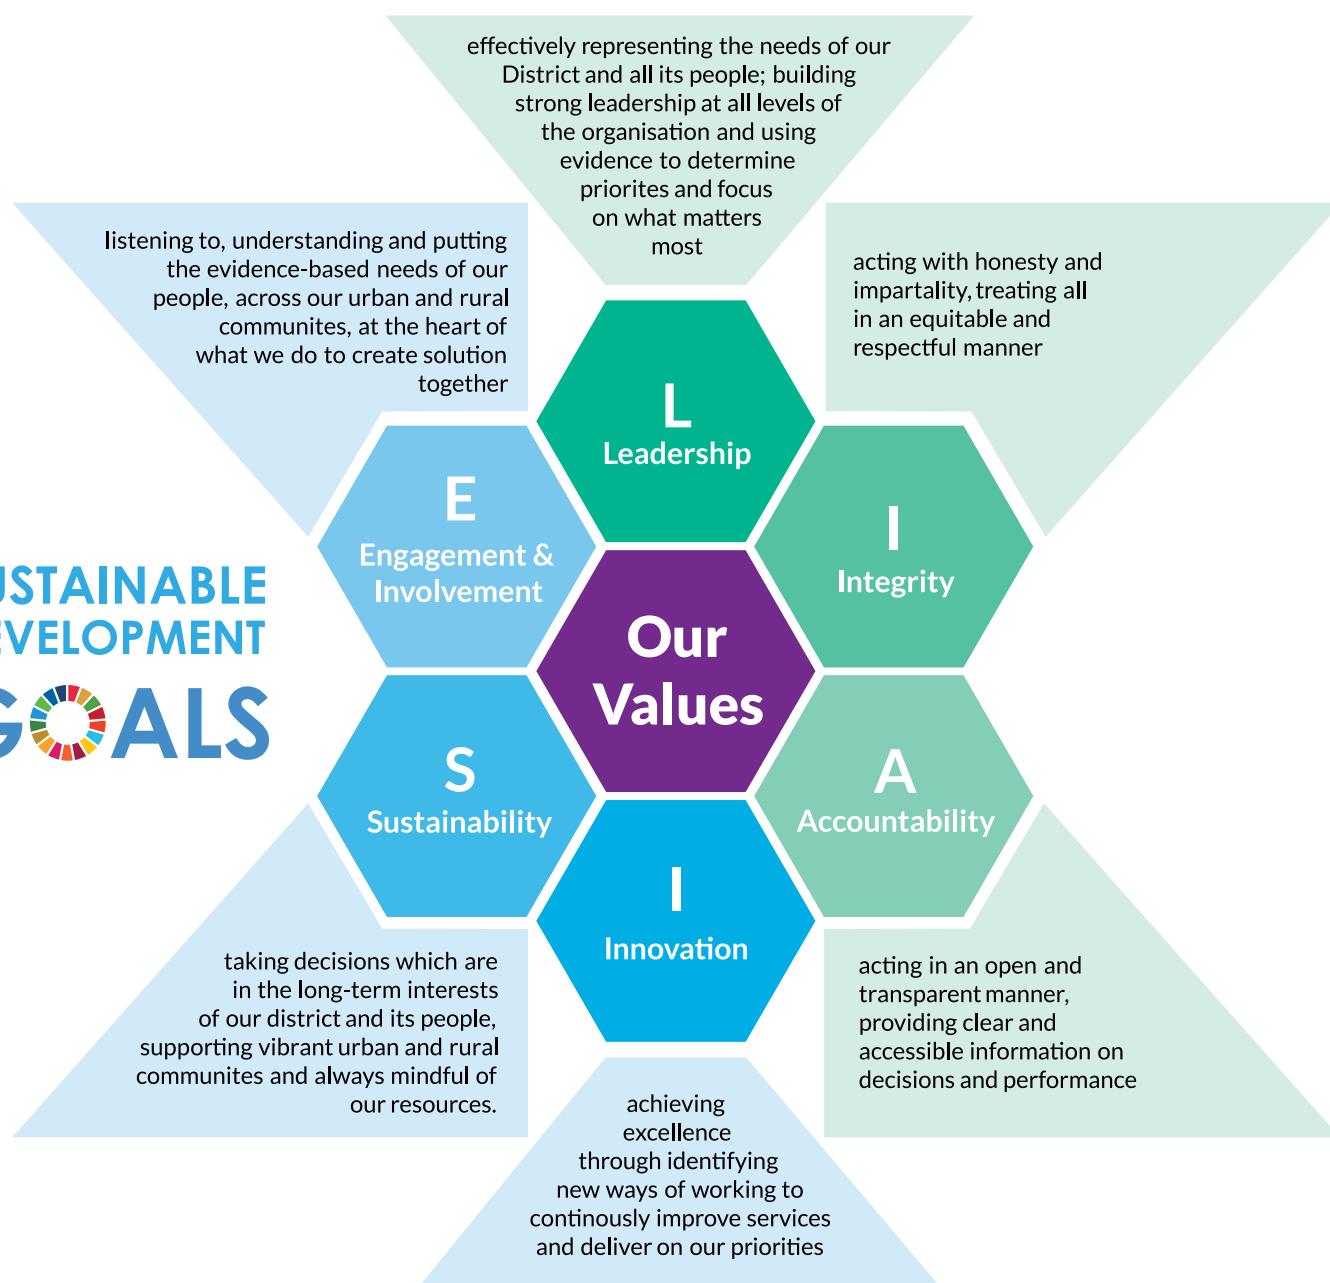 effectively representing the needs of our
District and all its people; building
strong leadership at all levels of
the organisation and using
evidence to determine
priorites and focus
on what matters
most
listening to, understanding and putting
the evidence-based needs of our
people, across our urban and rural
communites, at the heart of
what we do to create solution
together
acting with honesty and
impartality, treating all
in an equitable and
respectful manner
L
Leadership
E
Engagement &
Involvement
I
Integrity
Our
Values
USTAINABLE
EVELOPMENT
GOALS
S
Sustainability
A
Accountability
I
Innovation
taking decisions which are
in the long-term interests
of our district and its people,
supporting vibrant urban and rural
communites and always mindful of
our resources.
acting in an open and
transparent manner,
providing clear and
accessible information on
decisions and performance
achieving
excellence
through identifying
new ways of working to
continously improve services
and deliver on our priorities